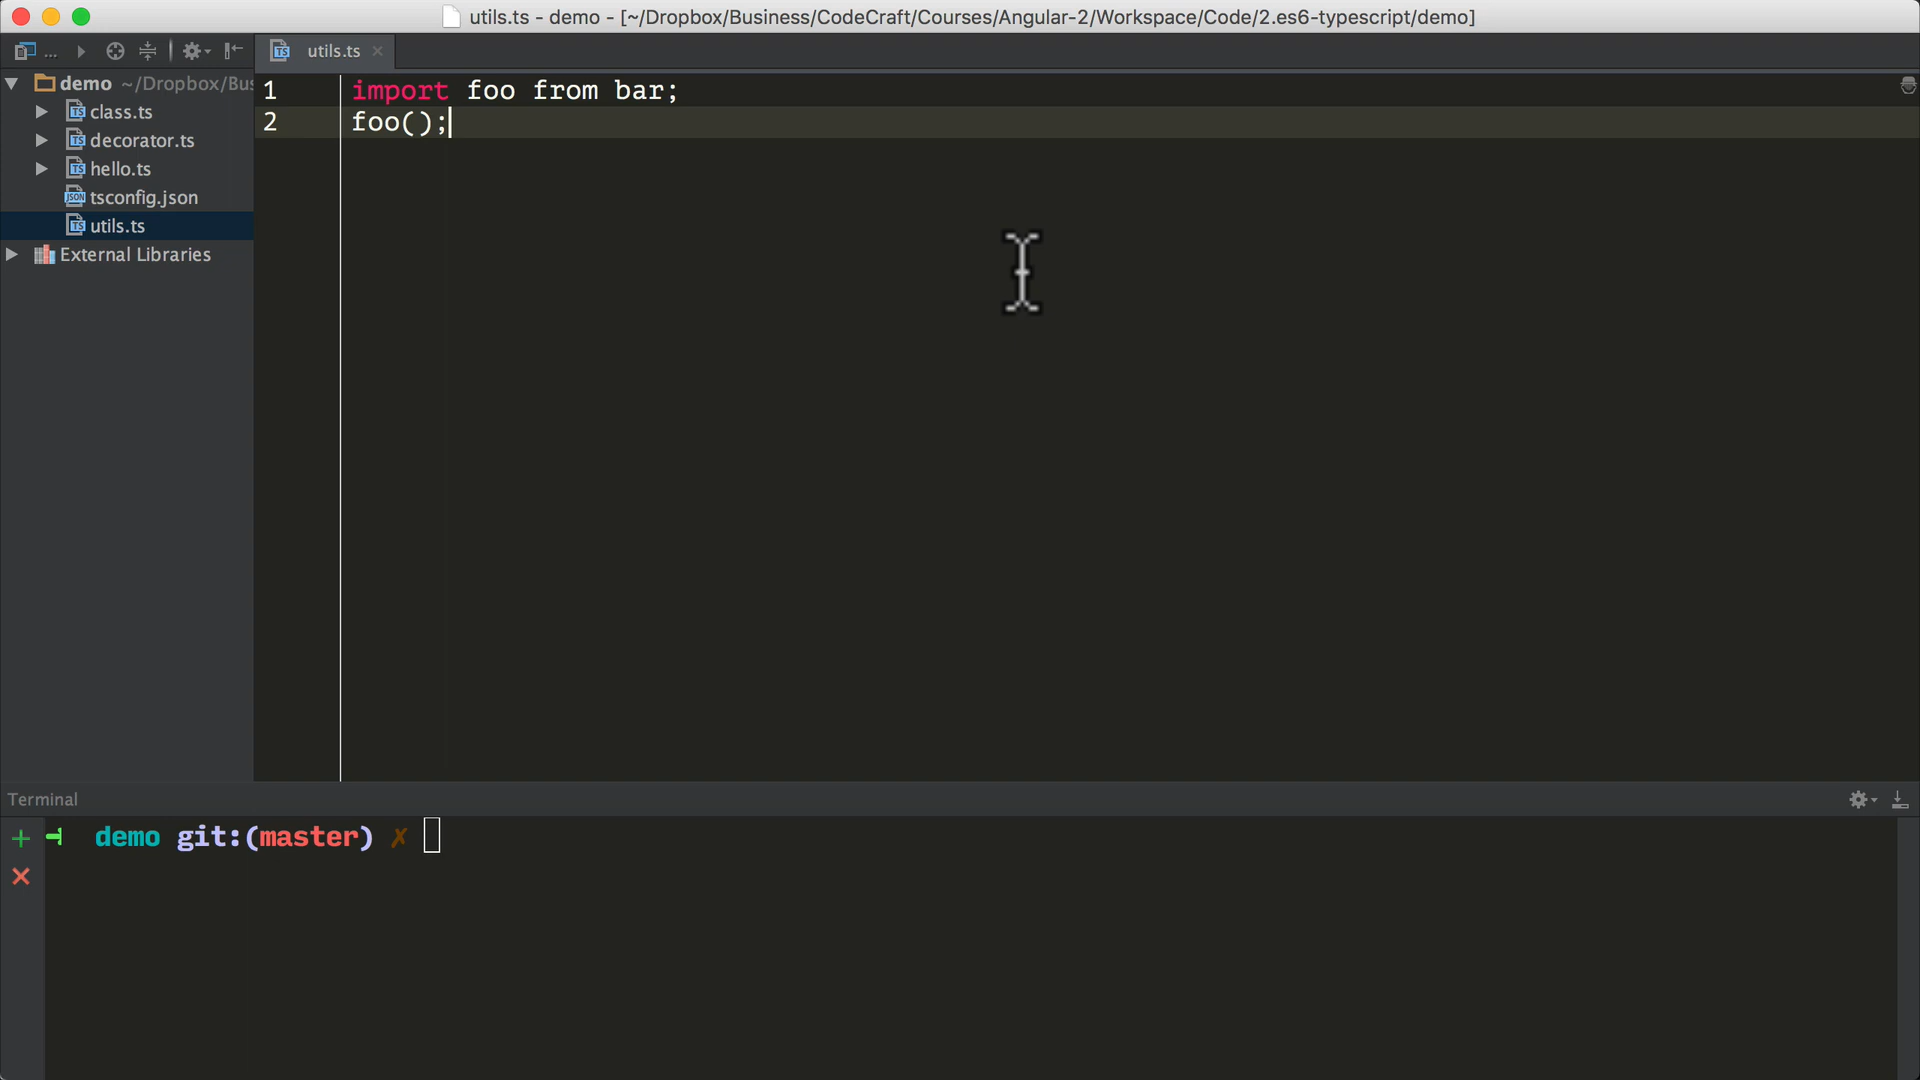 utils.ts - demo - [~/Dropbox/Business/CodeCraft/Courses/Angular-2/Workspace/Code/2.es6-typescript/demo]
...
utils.ts
demo ~/Dropbox/Bus
class.ts
decorator.ts
hello.ts
tsconfig.json
utils.ts
External Libraries
1 import foo from bar;
2 foo();
Terminal
demo git:(master) ✗